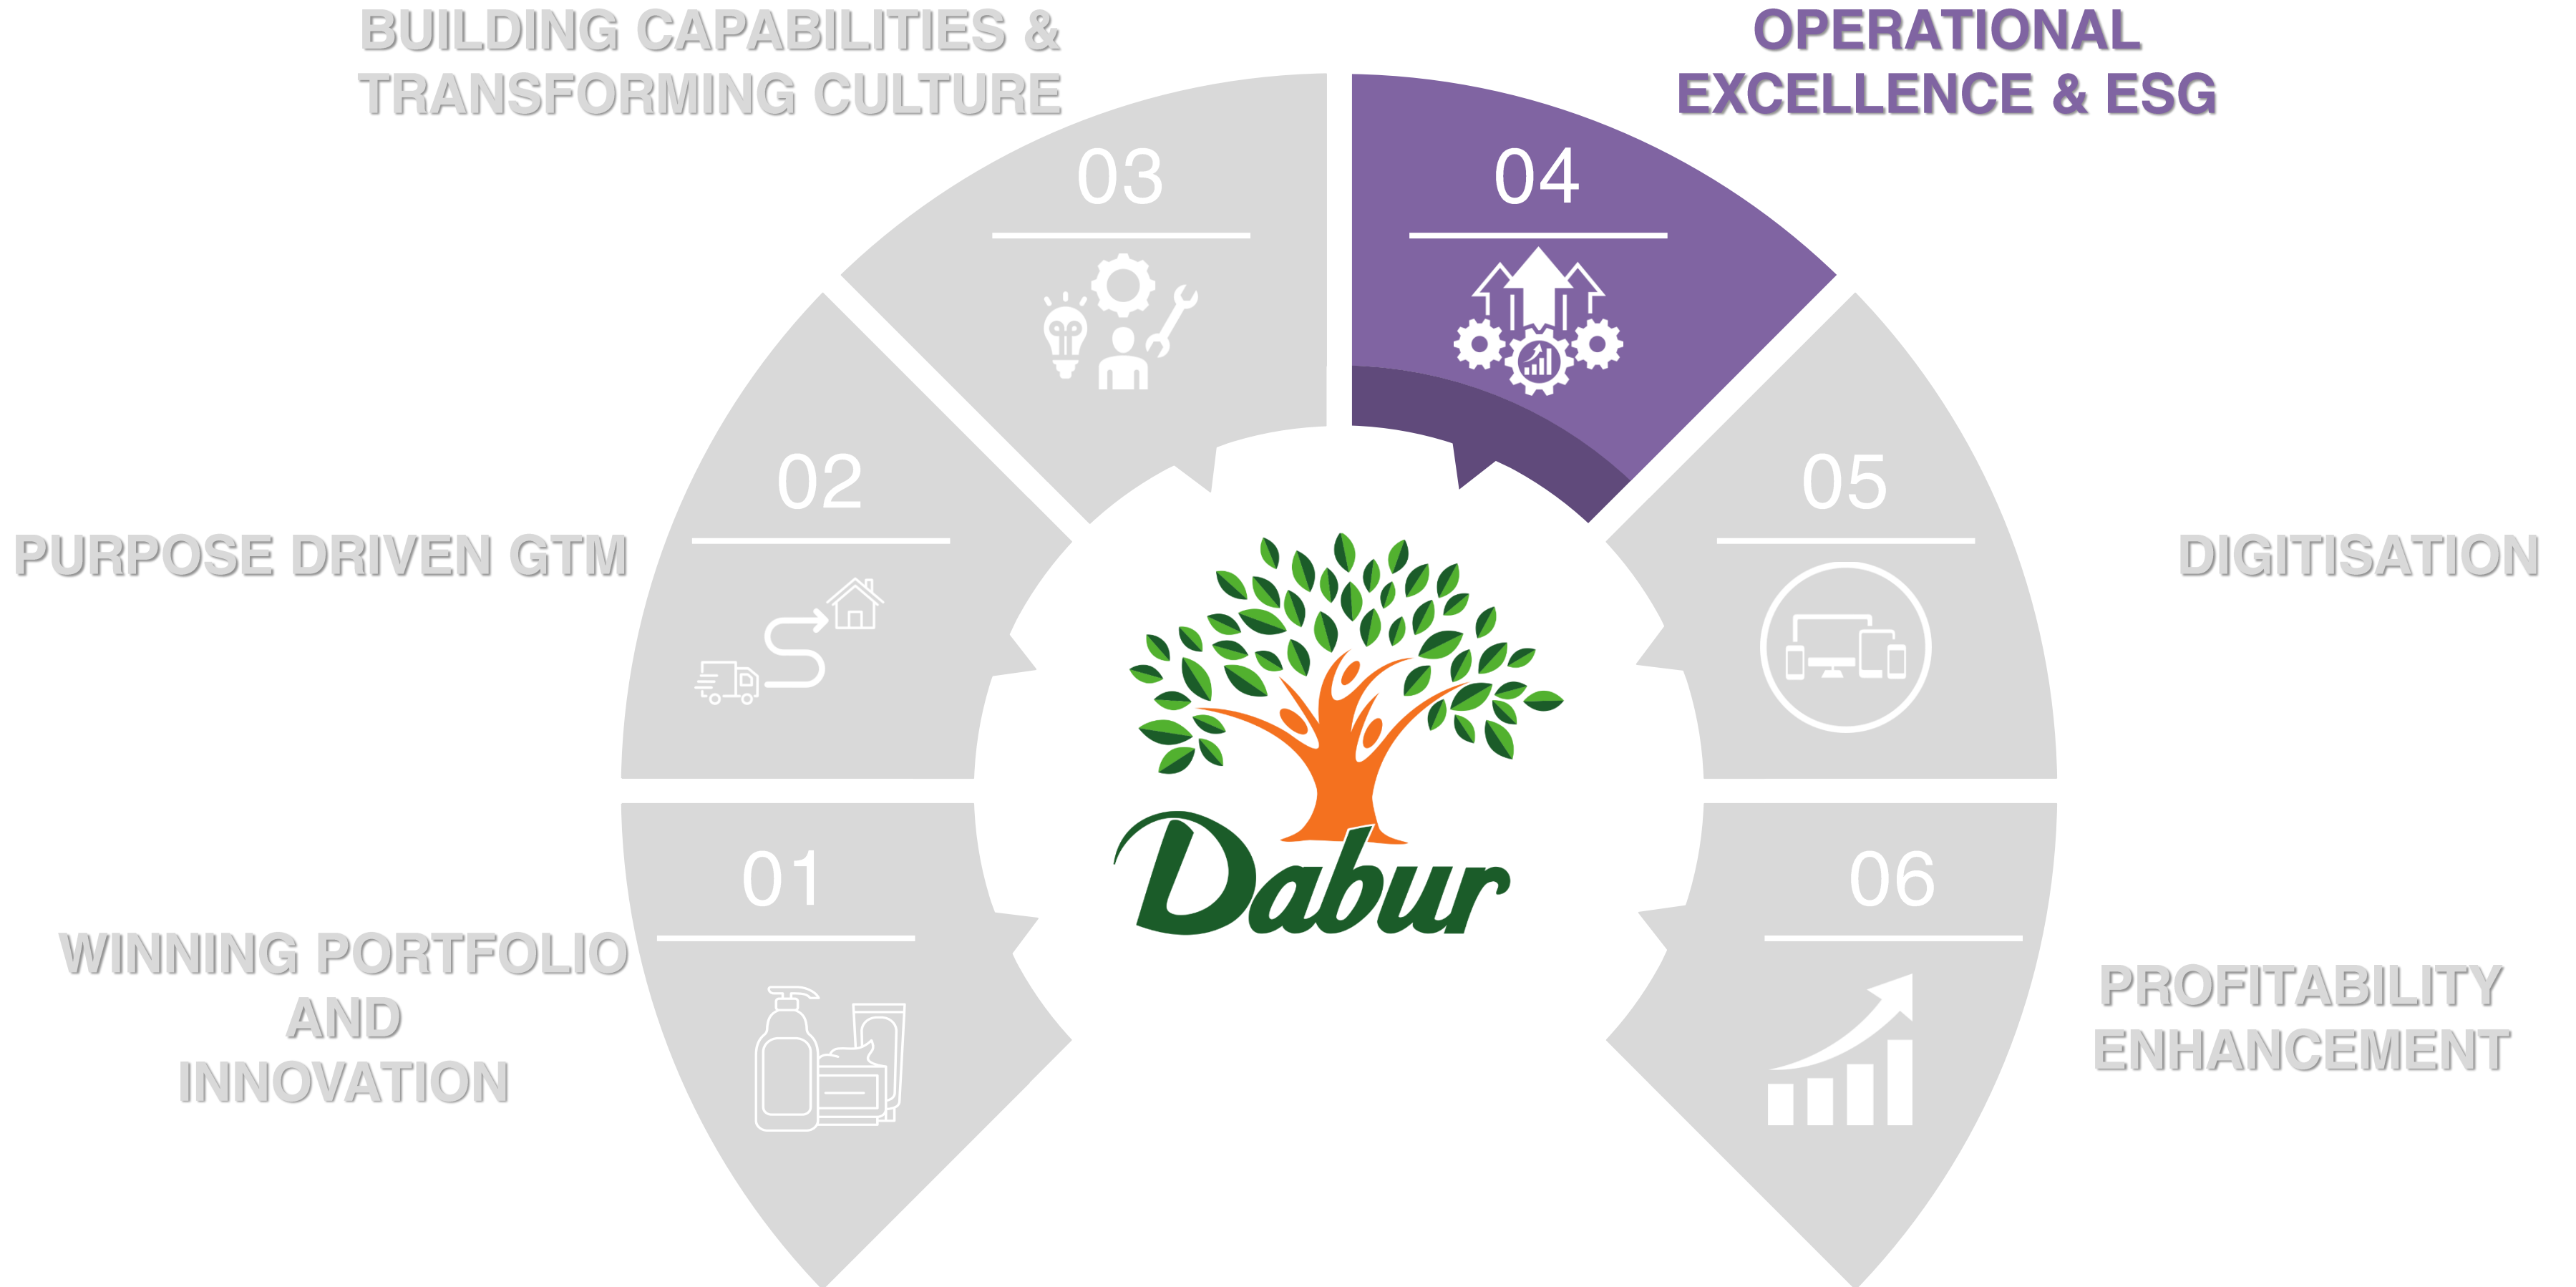 BUILDING CAPABILITIES &
TRANSFORMING CULTURE
OPERATIONAL
EXCELLENCE & ESG
03
04
02
05
PURPOSE DRIVEN GTM
DIGITISATION
Dabur
01
06
WINNING PORTFOLIO
AND
INNOVATION
PROFITABILITY
ENHANCEMENT